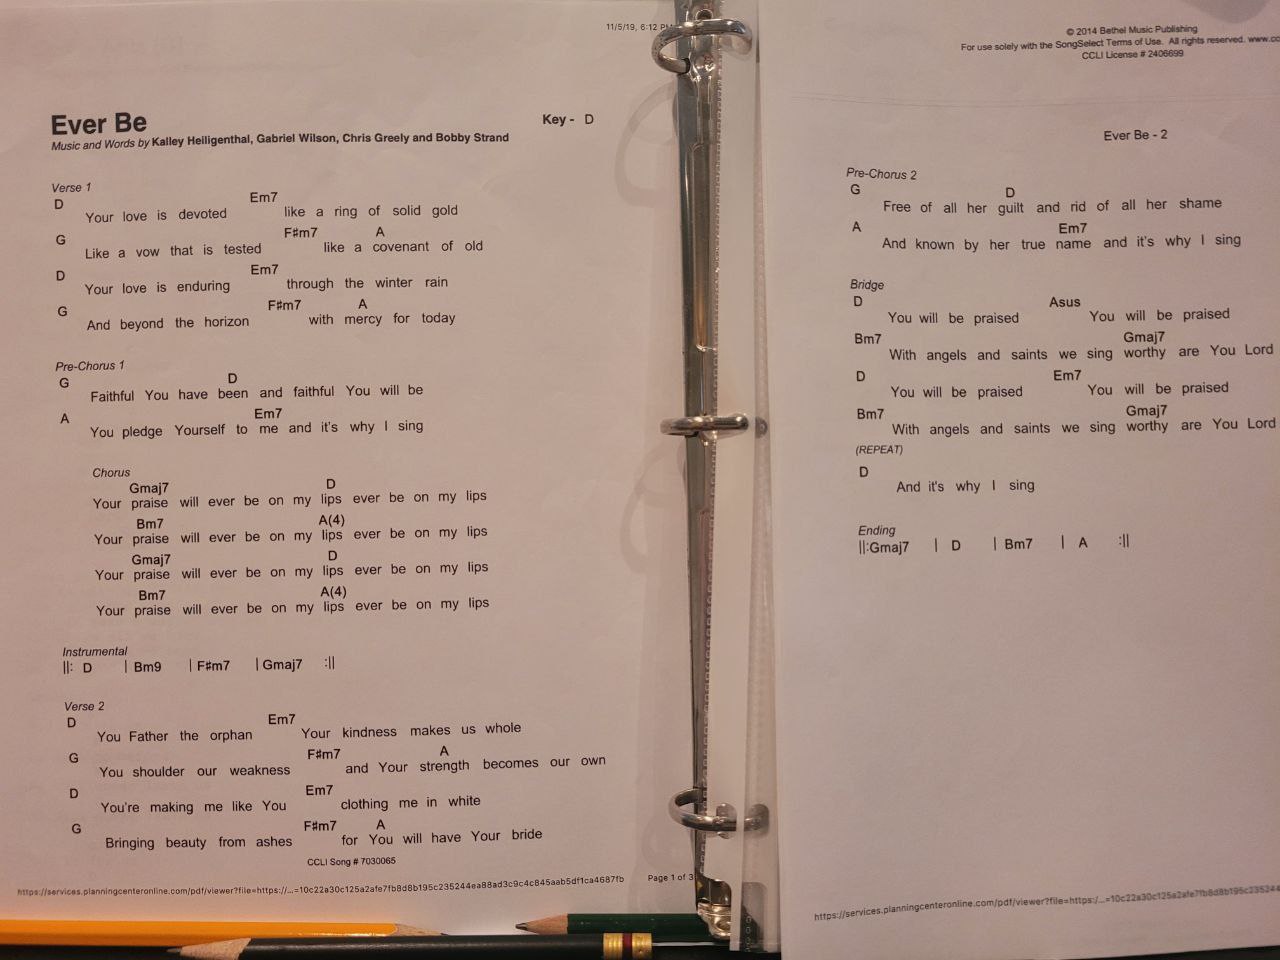 11/5/19, 6:12 PM
Ever Be
Key - D
Music and Words by Kalley Heiligenthal, Gabriel Wilson, Chris Greely and Bobby Strand
Verse 1
D Em7
Your love is devoted like a ring of solid gold
G F#m7 A
Like a vow that is tested like a covenant of old
D Em7
Your love is enduring through the winter rain
G F#m7 A
And beyond the horizon with mercy for today
Pre-Chorus 1
G D
Faithful You have been and faithful You will be
A Em7
You pledge Yourself to me and it's why I sing
Chorus
Gmaj7 D
Your praise will ever be on my lips ever be on my lips
Bm7 A(4)
Your praise will ever be on my lips ever be on my lips
Gmaj7 D
Your praise will ever be on my lips ever be on my lips
Bm7 A(4)
Your praise will ever be on my lips ever be on my lips
Instrumental
||: D | Bm9 | F#m7 | Gmaj7 :||
Verse 2
D Em7
You Father the orphan Your kindness makes us whole
G F#m7 A
You shoulder our weakness and Your strength becomes our own
D Em7
You're making me like You clothing me in white
G F#m7 A
Bringing beauty from ashes for You will have Your bride
CCLI Song # 7030065
https://services.planningcenteronline.com/pdf/viewer?file=https://...=10c22a30c125a2afe7fb8d8b195c235244ea88ad3c9c4c845aab5df1ca4687fb
Page 1 of 3
© 2014 Bethel Music Publishing
For use solely with the SongSelect Terms of Use. All rights reserved. www.cc
CCLI License # 2406699
Ever Be - 2
Pre-Chorus 2
G D
Free of all her guilt and rid of all her shame
A Em7
And known by her true name and it's why I sing
Bridge
D Asus
You will be praised You will be praised
Bm7 Gmaj7
With angels and saints we sing worthy are You Lord
D Em7
You will be praised You will be praised
Bm7 Gmaj7
With angels and saints we sing worthy are You Lord
(REPEAT)
D
And it's why I sing
Ending
||:Gmaj7 | D | Bm7 | A :||
https://services.planningcenteronline.com/pdf/viewer?file=https:/...=10c22a30c125a2afe7fb8d8b195c235244